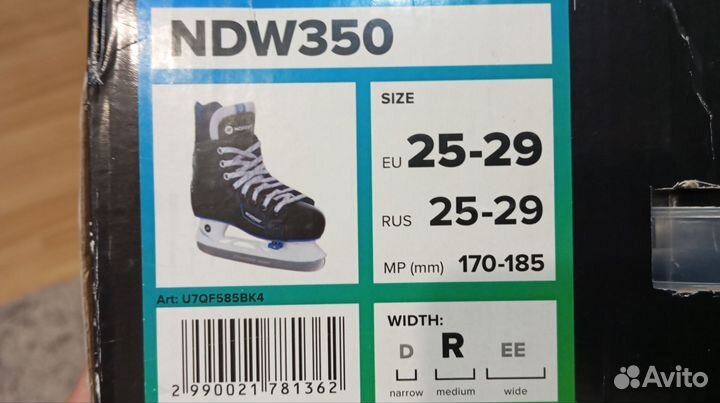 NDW350
SIZE
EU 25-29
RUS 25-29
MP (mm) 170-185
Art: U7QF585BK4
2 990021 781362
WIDTH:
D R EE
narrow medium wide
Avito